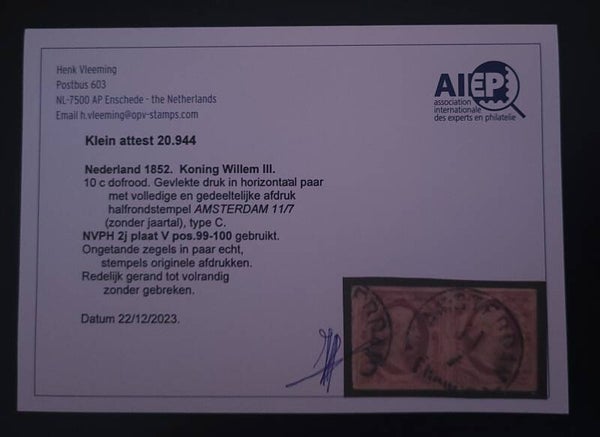 Henk Vleeming
Postbus 603
NL-7500 AP Enschede - the Netherlands
Email h.vleeming@opv-stamps.com
AIEP
association
internationale
des experts en philatelie
Klein attest 20.944
Nederland 1852. Koning Willem III.
10 c dofrood. Gevlekte druk in horizontaal paar
met volledige en gedeeltelijke afdruk
halfrondstempel AMSTERDAM 11/7
(zonder jaartal), type C.
NVPH 2j plaat V pos.99-100 gebruikt.
Ongetande zegels in paar echt,
stempels originele afdrukken.
Redelijk gerand tot volrandig
zonder gebreken.
Datum 22/12/2023.